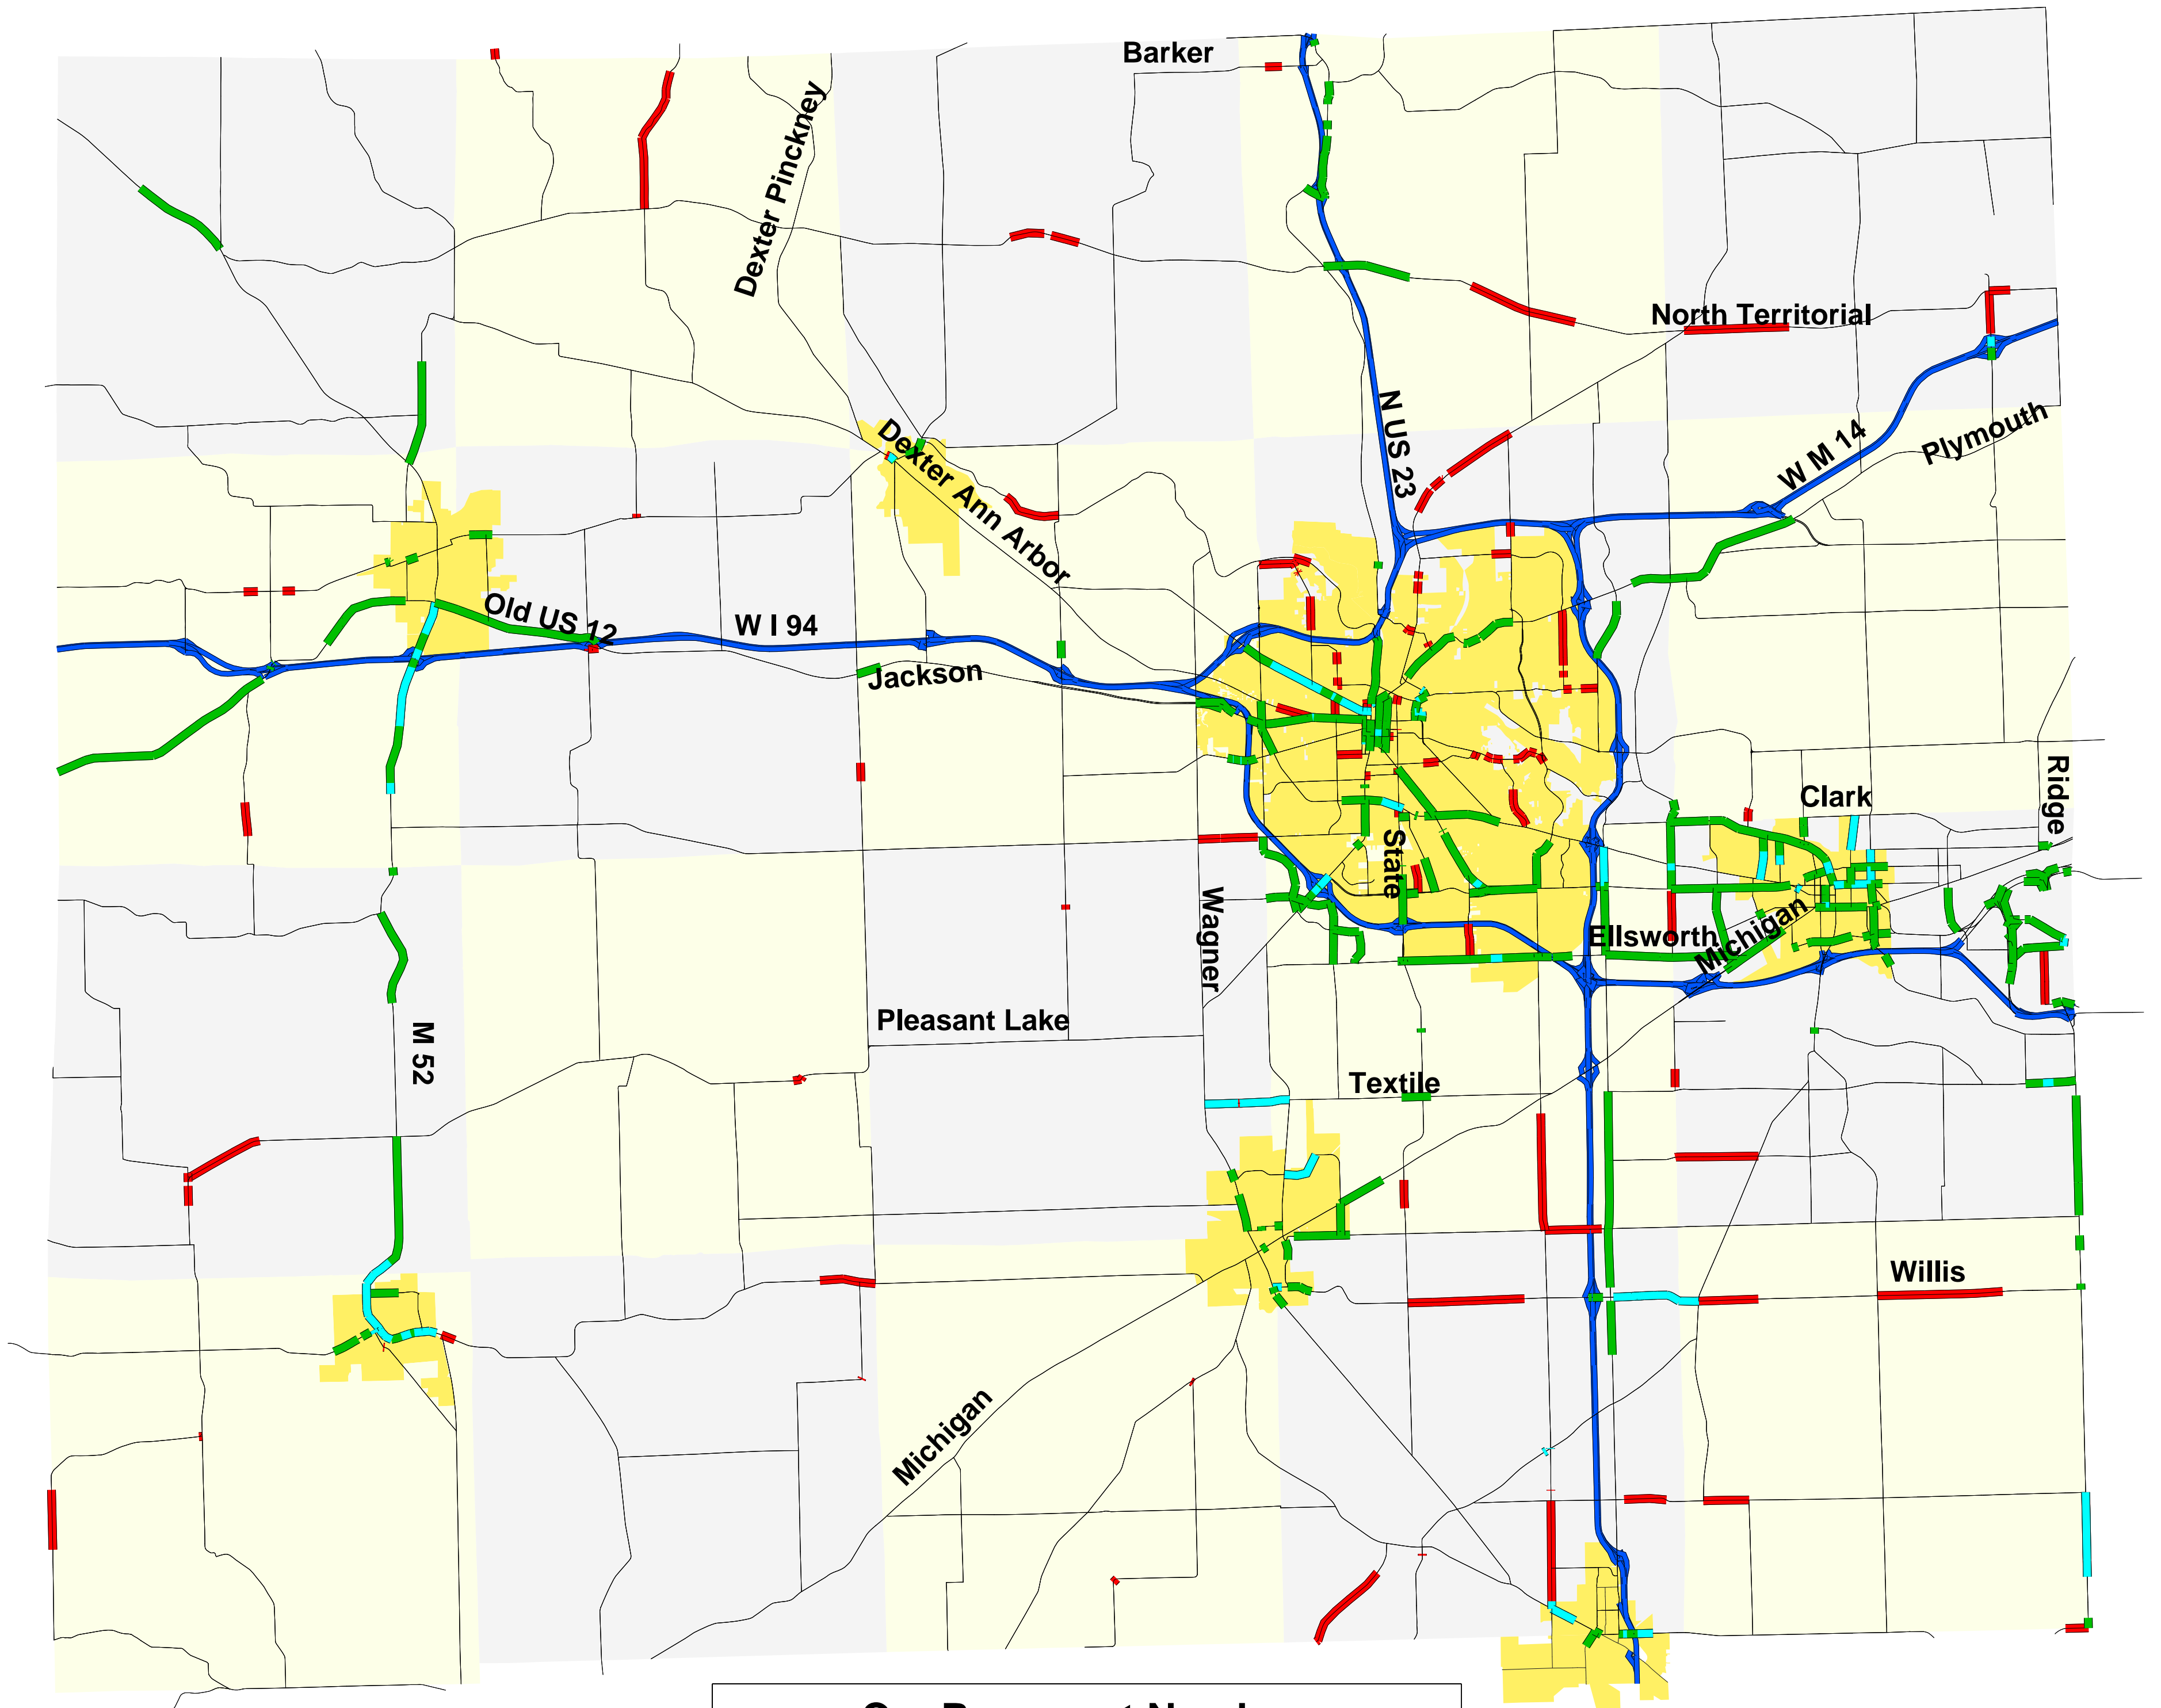 Barker
Dexter Pinckney
North Territorial
N US 23
W M 14
Plymouth
Dexter Ann Arbor
Old US 12
W I 94
Jackson
Ridge
Clark
State
Wagner
Ellsworth
Michigan
Pleasant Lake
M 52
Textile
Willis
Michigan